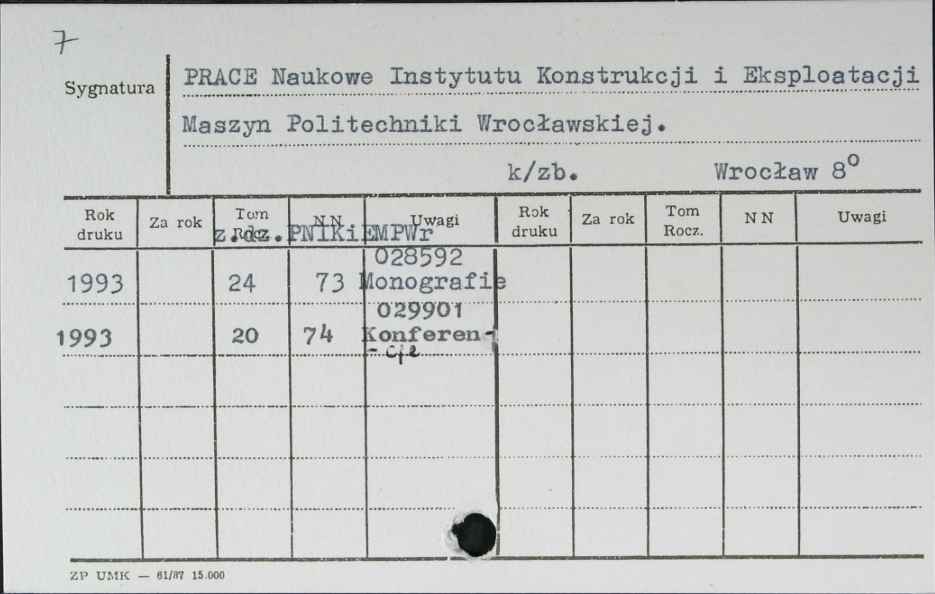 7
Sygnatura
PRACE Naukowe Instytutu Konstrukcji i Eksploatacji
Maszyn Politechniki Wrocławskiej.
k/zb. Wrocław 8°
Rok druku Za rok Tom Rocz. NN Uwagi Rok druku Za rok Tom Rocz. NN Uwagi
z.dz. PNIKiEMPWr
028592
1993 24 73 Monografie
029901
1993 20 74 Konferen-
-cje
ZP UMK — 61/87 15.000